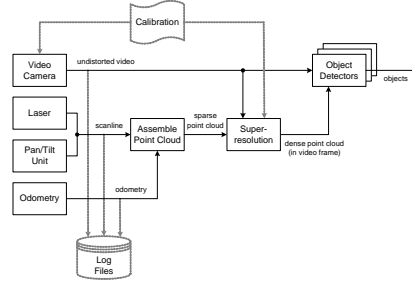 Calibration
Video
Camera
undistorted video
Object
Detectors
objects
Laser
scanline
Pan/Tilt
Unit
Assemble
Point Cloud
sparse
point cloud
Super-
resolution
dense point cloud
(in video frame)
Odometry
odometry
Log
Files